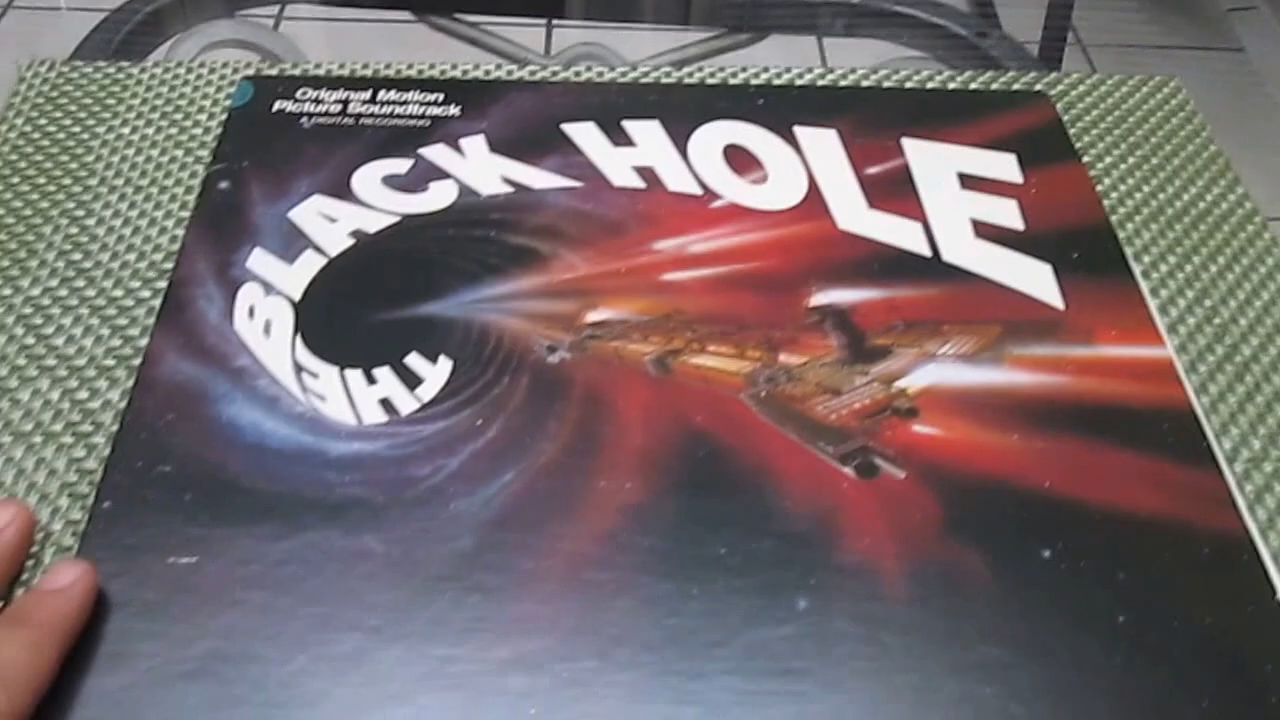 Original Motion
Picture Soundtrack
A DIGITAL RECORDING
THE BLACK HOLE